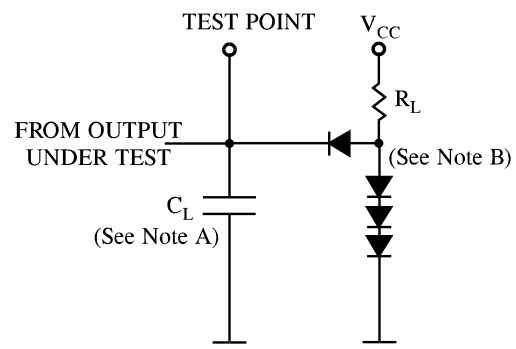 TEST POINT
VCC
RL
FROM OUTPUT
UNDER TEST
(See Note B)
CL
(See Note A)